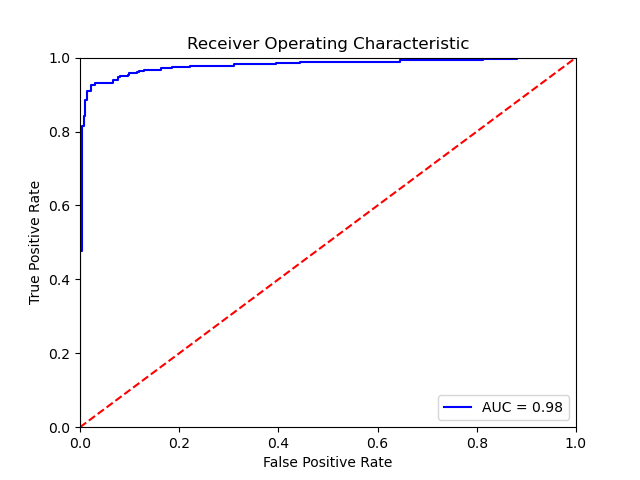 Receiver Operating Characteristic
True Positive Rate
1.0
0.8
0.6
0.4
0.2
0.0
AUC = 0.98
0.0 0.2 0.4 0.6 0.8 1.0
False Positive Rate